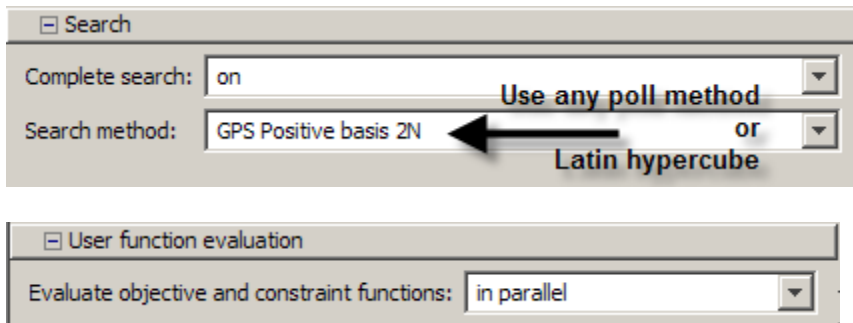 Search
Complete search: on
Use any poll method
Search method: GPS Positive basis 2N or
Latin hypercube
User function evaluation
Evaluate objective and constraint functions: in parallel